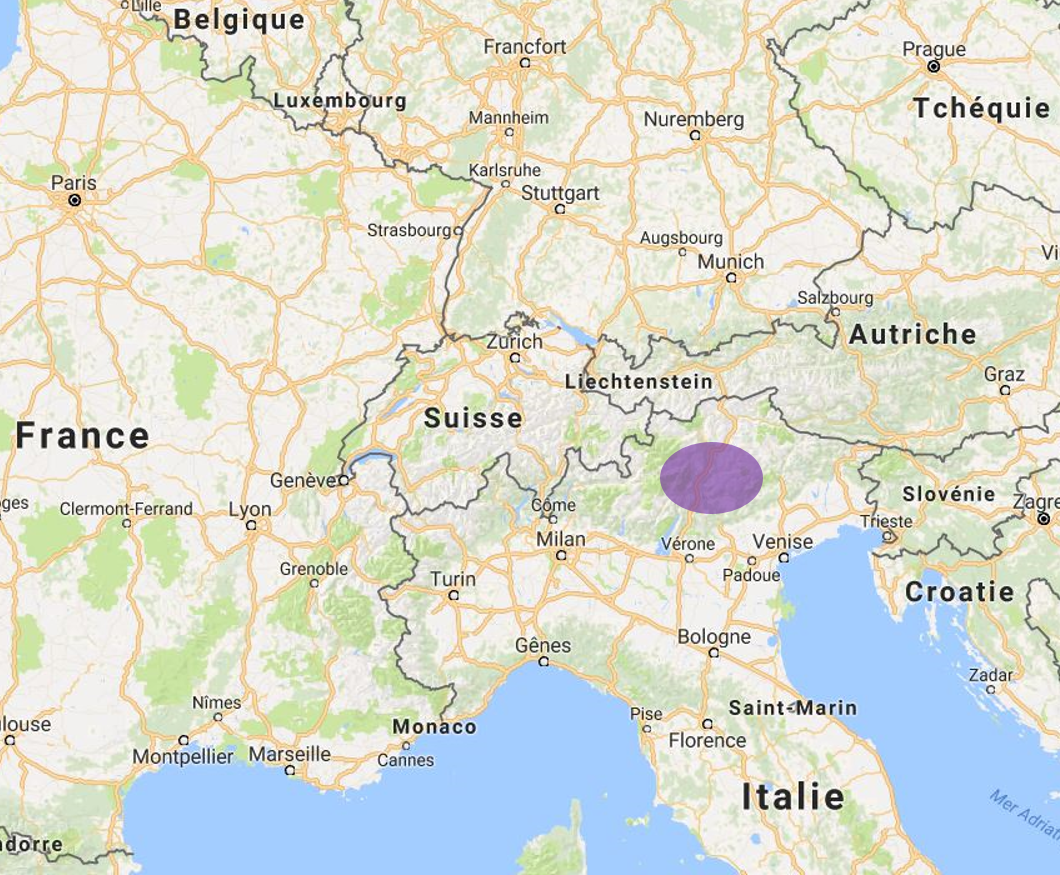 Lille
Belgique
Francfort
Prague
Luxembourg
Tchéquie
Mannheim
Nuremberg
Karlsruhe
Paris
Stuttgart
Strasbourg
Augsbourg
Munich
Vi
Salzbourg
Autriche
Zurich
Liechtenstein
Graz
Suisse
France
Genève
Slovénie
ges
Clermont-Ferrand
Lyon
Côme
Zagre
Trieste
Milan
Vérone
Venise
Padoue
Grenoble
Turin
Croatie
Bologne
Gênes
Zadar
Nîmes
Saint-Marin
Pise
ulouse
Monaco
Florence
Montpellier
Marseille
Cannes
Italie
Mer Adriat
ndorre